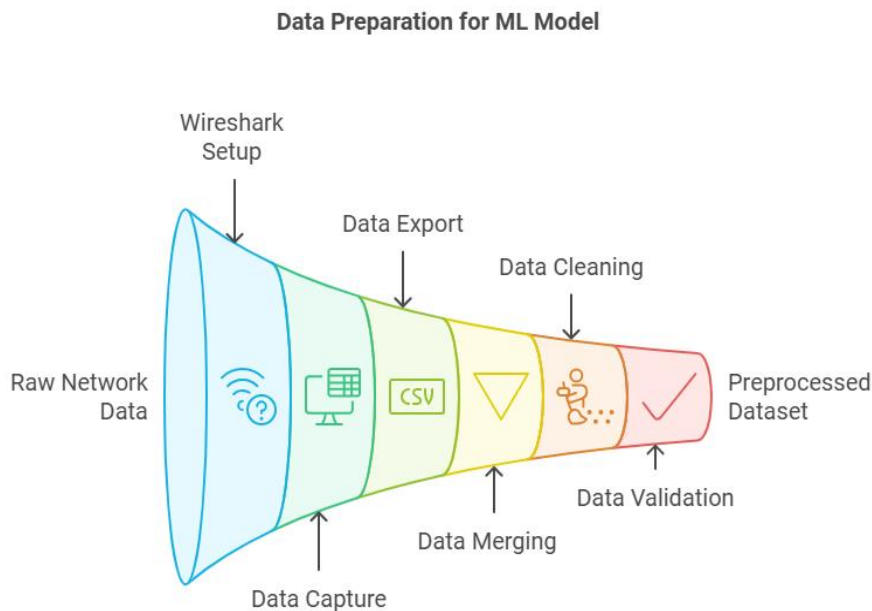 Data Preparation for ML Model
Wireshark
Setup
Data Export
Data Cleaning
Raw Network
Data
CSV
Preprocessed
Dataset
Data Validation
Data Merging
Data Capture
?